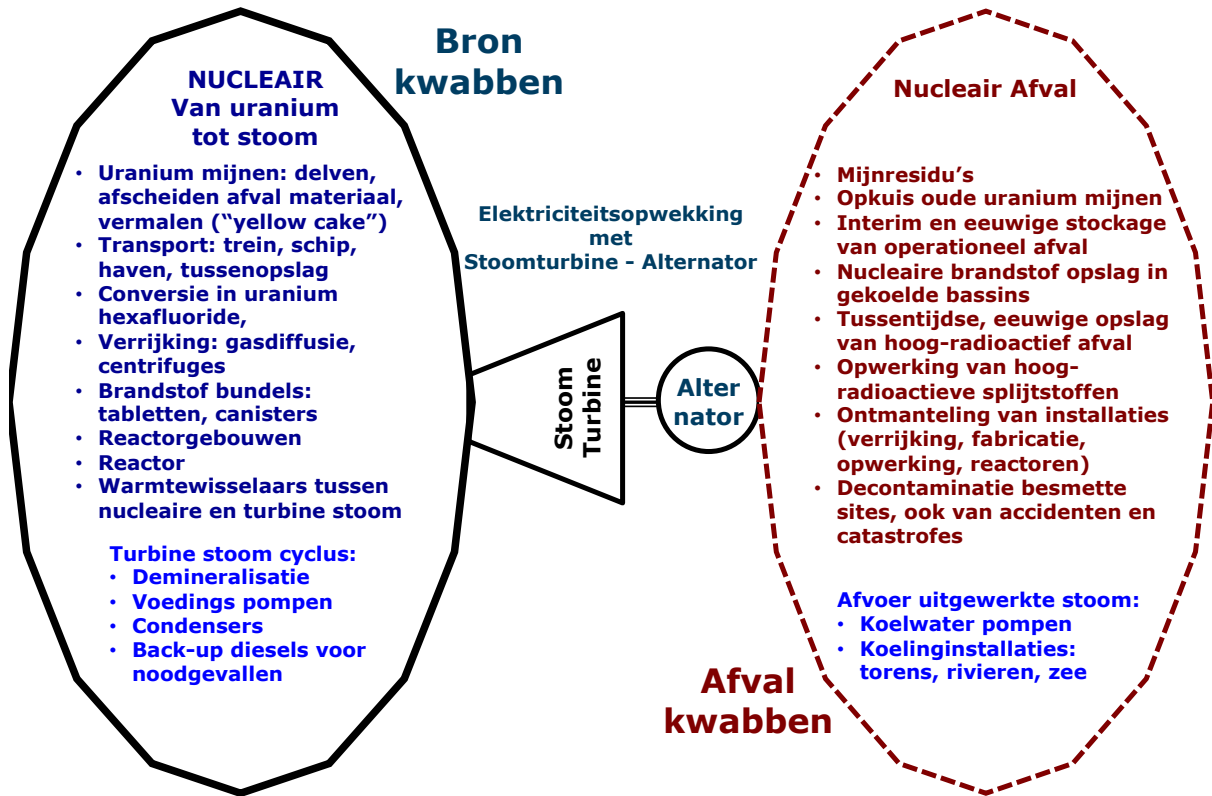 Bron
kwabben
NUCLEAIR
Van uranium
tot stoom
• Uranium mijnen: delven,
afscheiden afval materiaal,
vermalen (“yellow cake”)
• Transport: trein, schip,
haven, tussenopslag
• Conversie in uranium
hexafluoride,
• Verrijking: gasdiffusie,
centrifuges
• Brandstof bundels:
tabletten, canisters
• Reactorgebouwen
• Reactor
• Warmtewisselaars tussen
nucleaire en turbine stoom
Turbine stoom cyclus:
• Demineralisatie
• Voedings pompen
• Condensers
• Back-up diesels voor
noodgevallen
Elektriciteitsopwekking
met
Stoomturbine - Alternator
Stoom
Turbine
Alter
nator
Nucleair Afval
• Mijnresidu’s
• Opkuis oude uranium mijnen
• Interim en eeuwige stockage
van operationeel afval
• Nucleaire brandstof opslag in
gekoelde bassins
• Tussentijdse, eeuwige opslag
van hoog-radioactief afval
• Opwerking van hoog-
radioactieve splijtstoffen
• Ontmanteling van installaties
(verrijking, fabricatie,
opwerking, reactoren)
• Decontaminatie besmette
sites, ook van accidenten en
catastrofes
Afvoer uitgewerkte stoom:
• Koelwater pompen
• Koelinginstallaties:
torens, rivieren, zee
Afval
kwabben